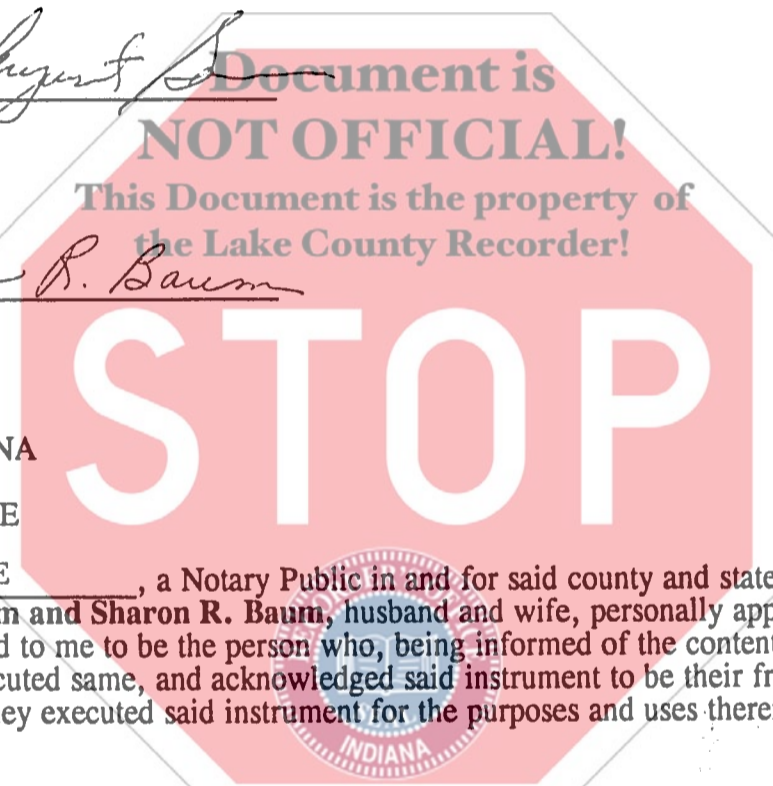 Document is
NOT OFFICIAL!
This Document is the property of
the Lake County Recorder!
R. Baum
STOP
NA
E
E , a Notary Public in and for said county and state
m and Sharon R. Baum, husband and wife, personally app
d to me to be the person who, being informed of the content
cuted same, and acknowledged said instrument to be their fr
ey executed said instrument for the purposes and uses there
INDIANA